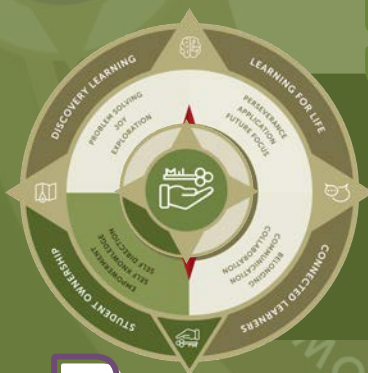 DISCOVERY LEARNING
PROBLEM SOLVING
JOY
EXPLORATION
LEARNING FOR LIFE
PERSEVERANCE
APPLICATION
FUTURE FOCUS
CONNECTED LEARNERS
BELONGING
COMMUNICATION
COLLABORATION
STUDENT OWNERSHIP
EMPOWERMENT
SELF KNOWLEDGE
SELF DIRECTION